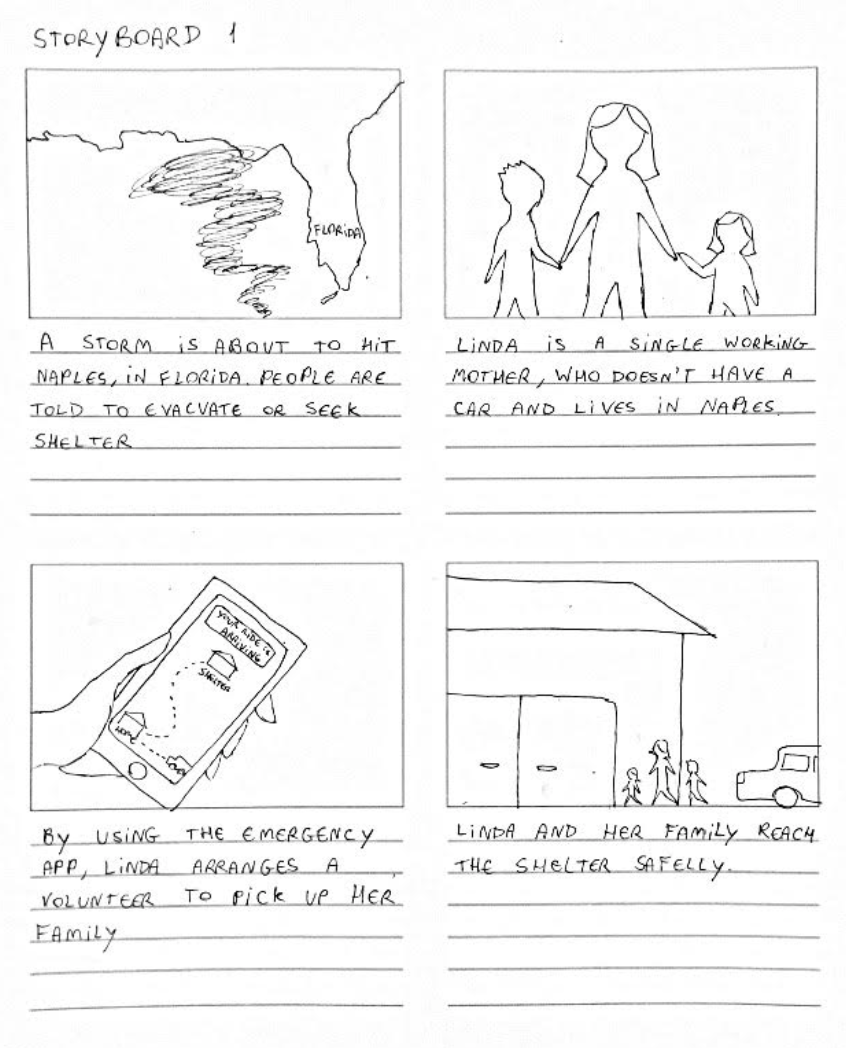 STORYBOARD 1
FLORIDA
A STORM IS ABOUT TO HIT
NAPLES, IN FLORIDA. PEOPLE ARE
TOLD TO EVACUATE OR SEEK
SHELTER
LINDA IS A SINGLE WORKING
MOTHER, WHO DOESN'T HAVE A
CAR AND LIVES IN NAPLES.
YOUR RIDE IS
ARRIVING
SHELTER
HOME
BY USING THE EMERGENCY
APP, LINDA ARRANGES A
VOLUNTEER TO PICK UP HER
FAMILY
LINDA AND HER FAMILY REACH
THE SHELTER SAFELLY.